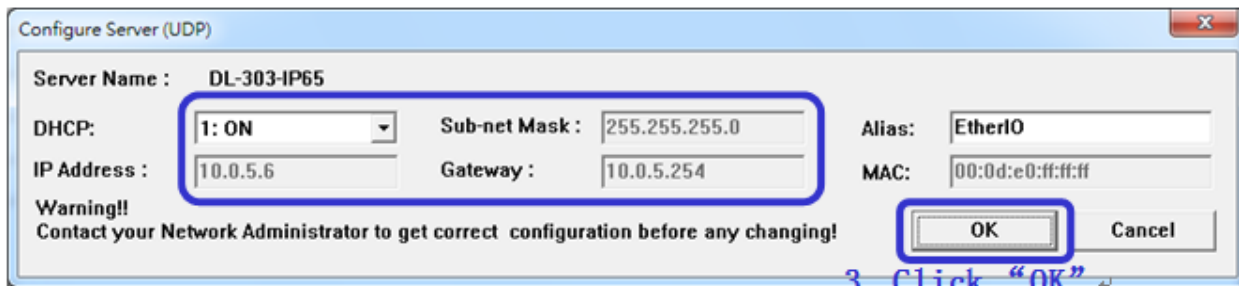 Configure Server (UDP)
Server Name : DL-303-IP65
DHCP: 1: ON Sub-net Mask : 255.255.255.0 Alias: EtherIO
IP Address : 10.0.5.6 Gateway : 10.0.5.254 MAC: 00:0d:e0:ff:ff:ff
Warning!!
Contact your Network Administrator to get correct configuration before any changing!
OK Cancel
3. Click “OK”